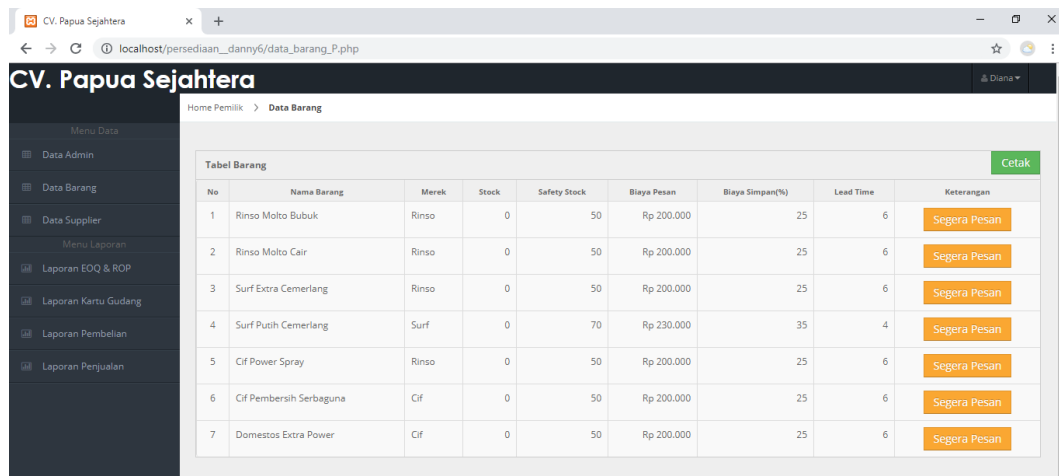 CV. Papua Sejahtera
localhost/persediaan__danny6/data_barang_P.php
CV. Papua Sejahtera
Diana
Home Pemilik > Data Barang
Menu Data
Data Admin
Data Barang
Data Supplier
Menu Laporan
Laporan EOQ & ROP
Laporan Kartu Gudang
Laporan Pembelian
Laporan Penjualan
Tabel Barang
Cetak
No Nama Barang Merek Stock Safety Stock Biaya Pesan Biaya Simpan(%) Lead Time Keterangan
1 Rinso Molto Bubuk Rinso 0 50 Rp 200.000 25 6 Segera Pesan
2 Rinso Molto Cair Rinso 0 50 Rp 200.000 25 6 Segera Pesan
3 Surf Extra Cemerlang Rinso 0 50 Rp 200.000 25 6 Segera Pesan
4 Surf Putih Cemerlang Surf 0 70 Rp 230.000 35 4 Segera Pesan
5 Cif Power Spray Rinso 0 50 Rp 200.000 25 6 Segera Pesan
6 Cif Pembersih Serbaguna Cif 0 50 Rp 200.000 25 6 Segera Pesan
7 Domestos Extra Power Cif 0 50 Rp 200.000 25 6 Segera Pesan